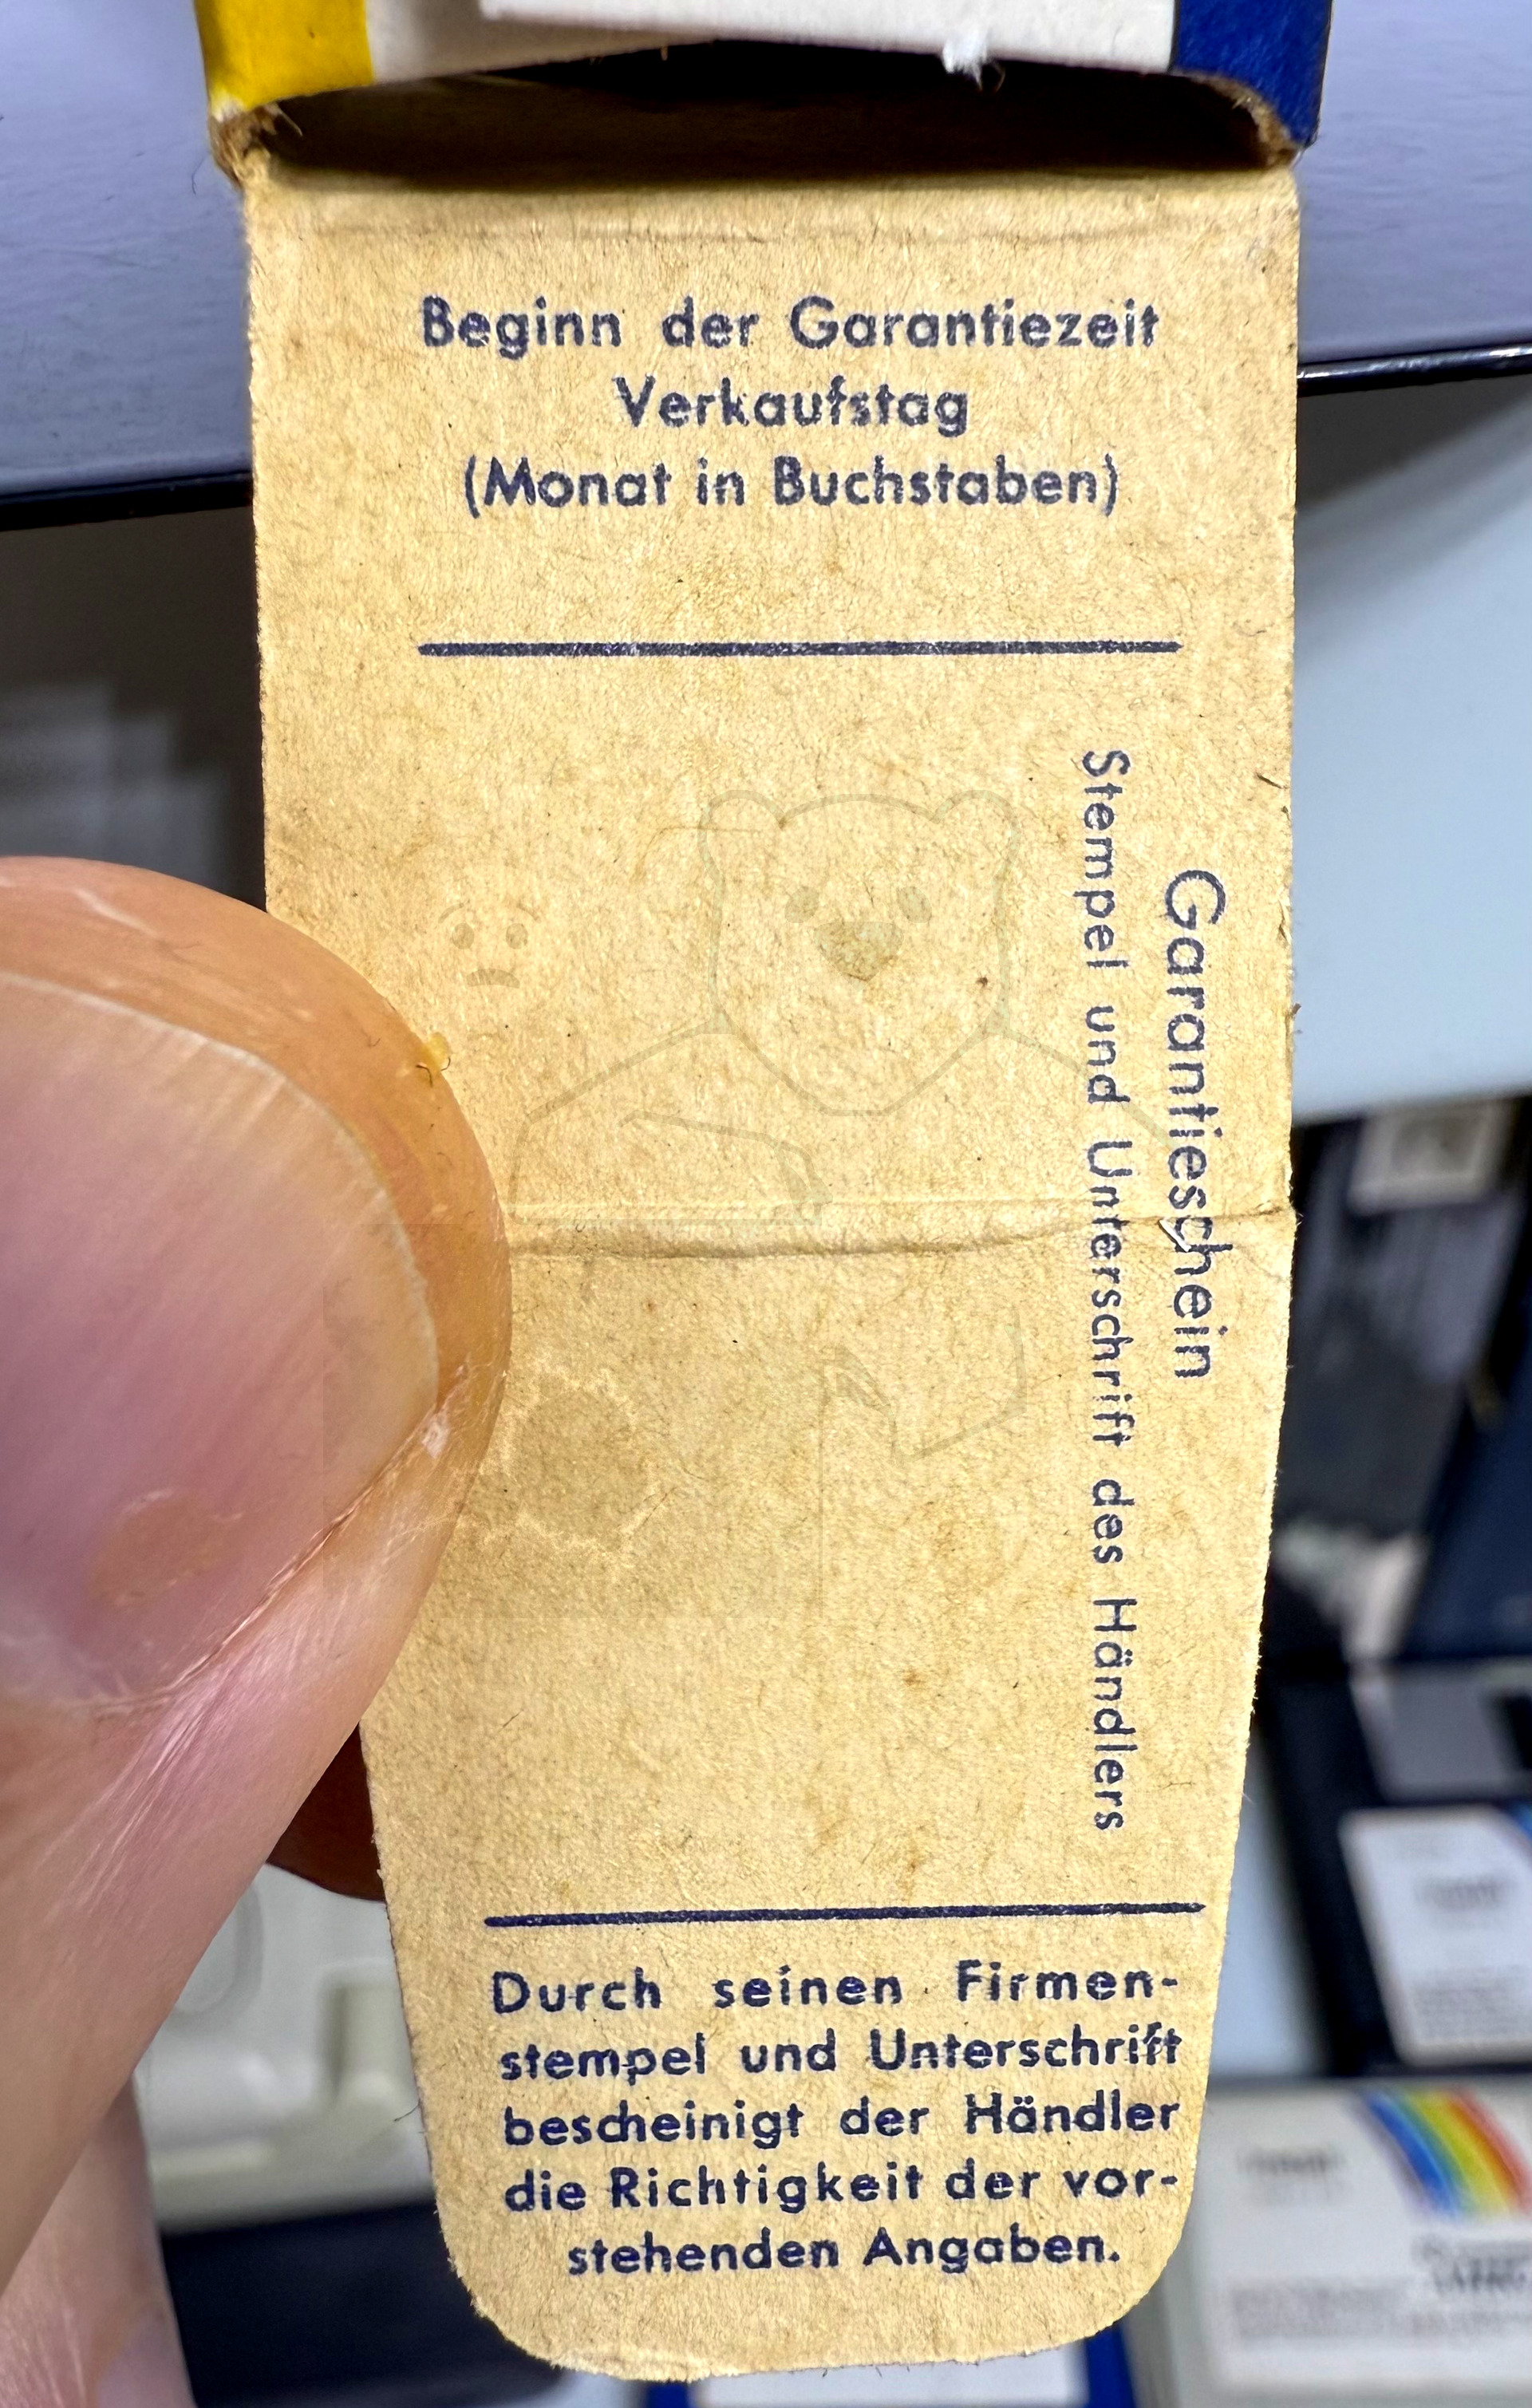 Beginn der Garantiezeit
Verkaufstag
(Monat in Buchstaben)
Garantieschein
Stempel und Unterschrift des Händlers
Durch seinen Firmen-
stempel und Unterschrift
bescheinigt der Händler
die Richtigkeit der vor-
stehenden Angaben.